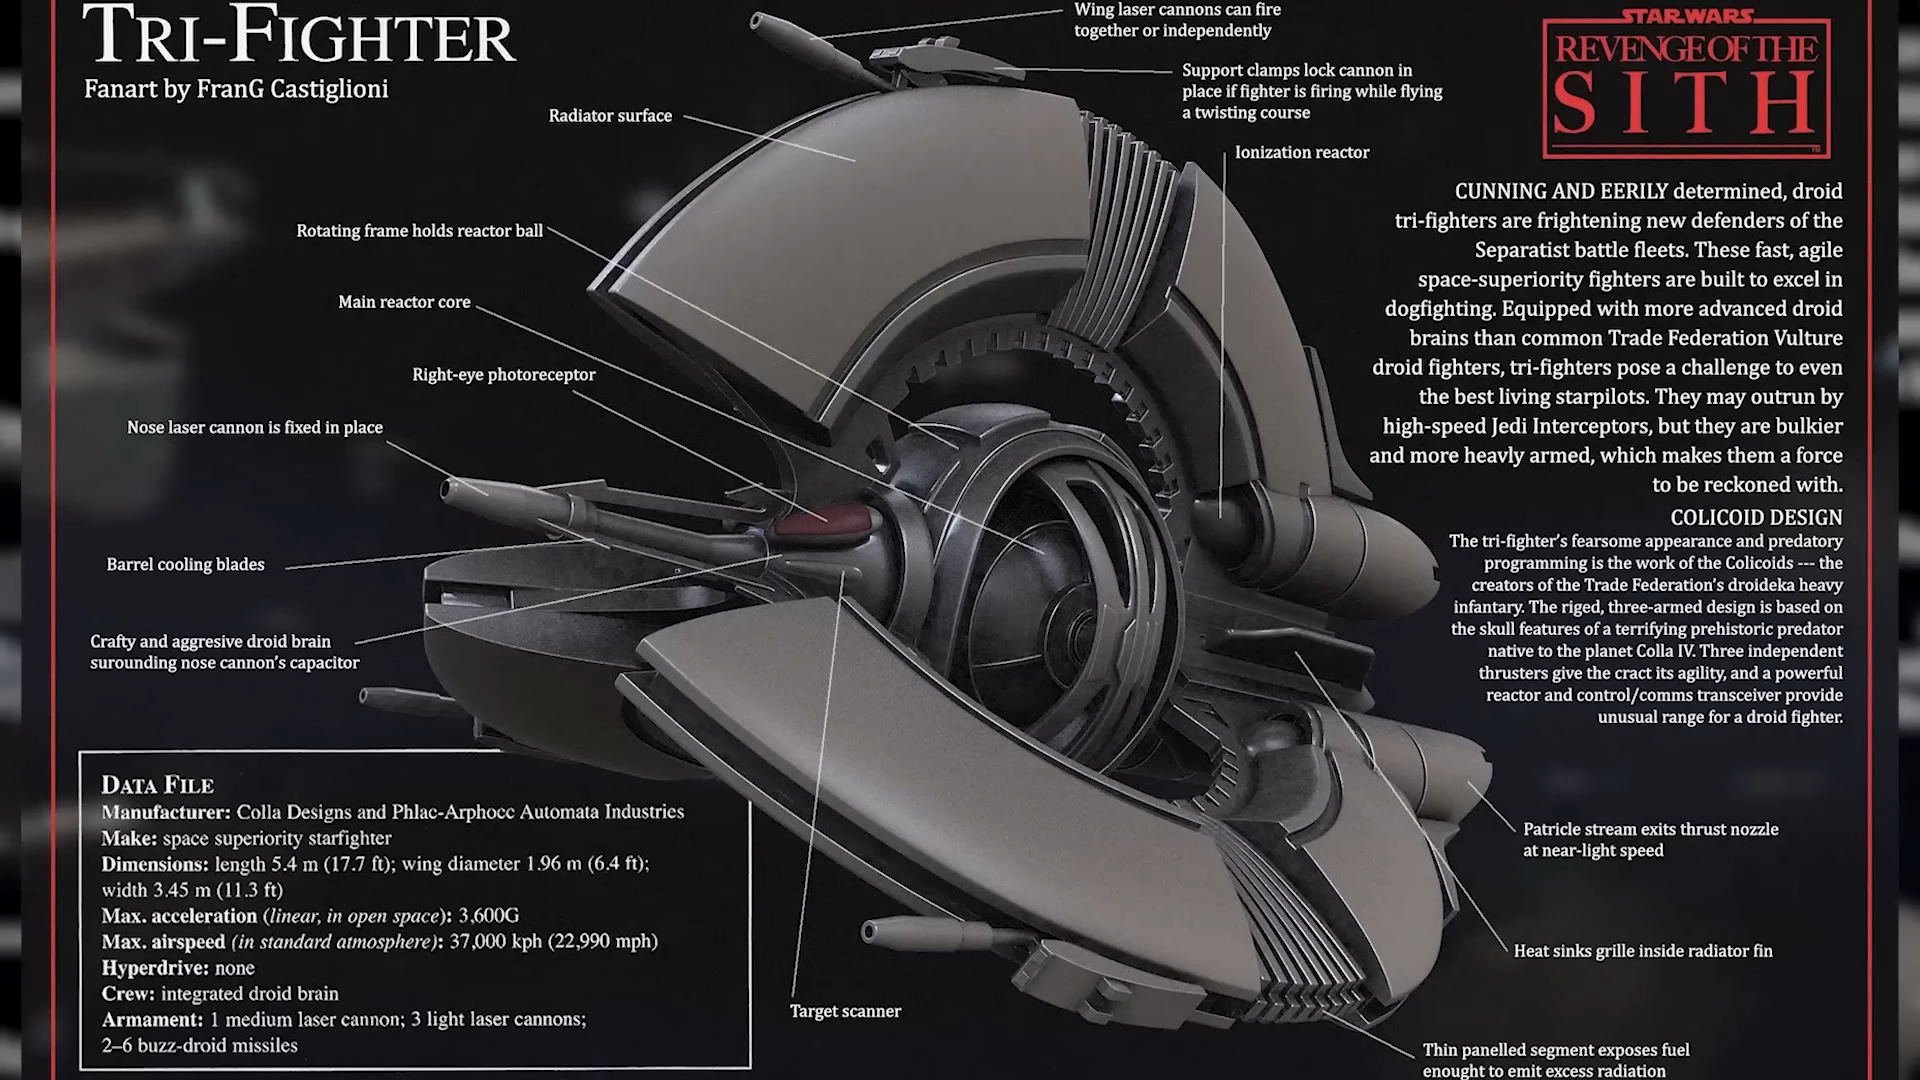 TRI-FIGHTER
Fanart by FranG Castiglioni
Wing laser cannons can fire
together or independently
Support clamps lock cannon in
place if fighter is firing while flying
a twisting course
Radiator surface
Ionization reactor
Rotating frame holds reactor ball
Main reactor core
Right-eye photoreceptor
Nose laser cannon is fixed in place
Barrel cooling blades
Crafty and aggresive droid brain
surounding nose cannon's capacitor
STAR WARS
REVENGE OF THE
SITH
TM
CUNNING AND EERILY determined, droid
tri-fighters are frightening new defenders of the
Separatist battle fleets. These fast, agile
space-superiority fighters are built to excel in
dogfighting. Equipped with more advanced droid
brains than common Trade Federation Vulture
droid fighters, tri-fighters pose a challenge to even
the best living starpilots. They may outrun by
high-speed Jedi Interceptors, but they are bulkier
and more heavly armed, which makes them a force
to be reckoned with.
COLICOID DESIGN
The tri-fighter's fearsome appearance and predatory
programming is the work of the Colicoids --- the
creators of the Trade Federation's droideka heavy
infantary. The riged, three-armed design is based on
the skull features of a terrifying prehistoric predator
native to the planet Colla IV. Three independent
thrusters give the cract its agility, and a powerful
reactor and control/comms transceiver provide
unusual range for a droid fighter.
DATA FILE
Manufacturer: Colla Designs and Phlac-Arphocc Automata Industries
Make: space superiority starfighter
Dimensions: length 5.4 m (17.7 ft); wing diameter 1.96 m (6.4 ft);
width 3.45 m (11.3 ft)
Max. acceleration (linear, in open space): 3,600G
Max. airspeed (in standard atmosphere): 37,000 kph (22,990 mph)
Hyperdrive: none
Crew: integrated droid brain
Armament: 1 medium laser cannon; 3 light laser cannons;
2–6 buzz-droid missiles
Target scanner
Patricle stream exits thrust nozzle
at near-light speed
Heat sinks grille inside radiator fin
Thin panelled segment exposes fuel
enought to emit excess radiation